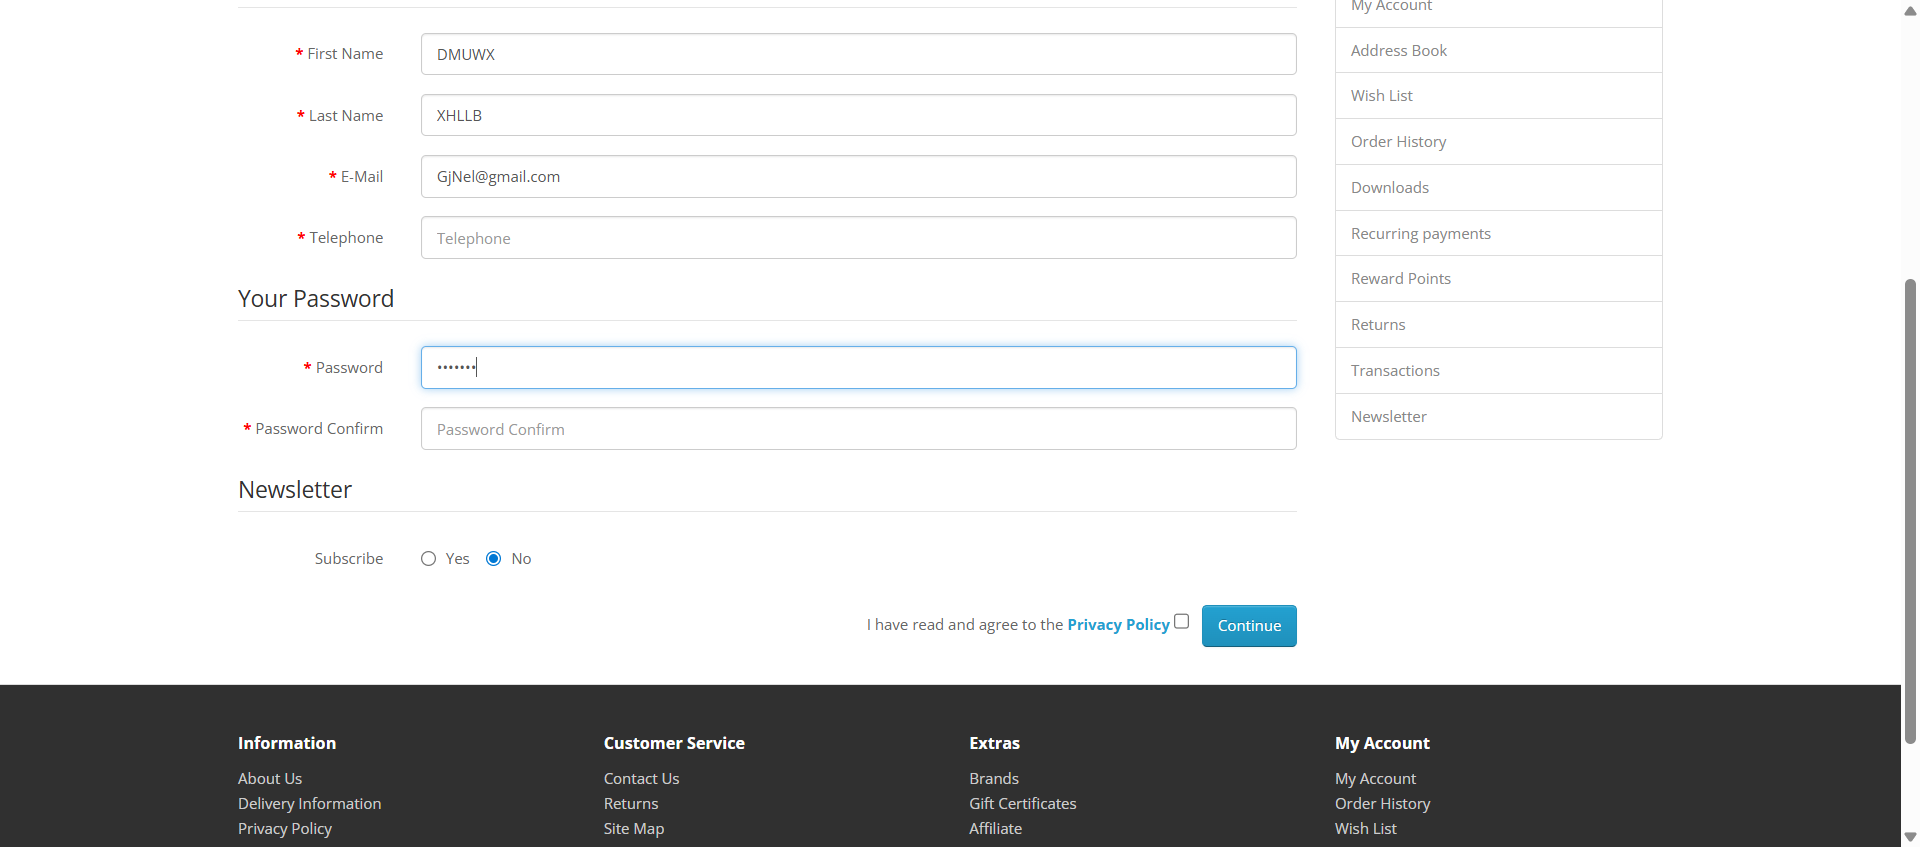 My Account
* First Name DMUWX
Address Book
* Last Name XHLLB
Wish List
Order History
* E-Mail GjNel@gmail.com
Downloads
* Telephone Telephone
Recurring payments
Reward Points
Your Password
Returns
* Password •••••••
Transactions
* Password Confirm Password Confirm
Newsletter
Newsletter
Subscribe Yes No
I have read and agree to the Privacy Policy Continue
Information Customer Service Extras My Account
About Us Contact Us Brands My Account
Delivery Information Returns Gift Certificates Order History
Privacy Policy Site Map Affiliate Wish List